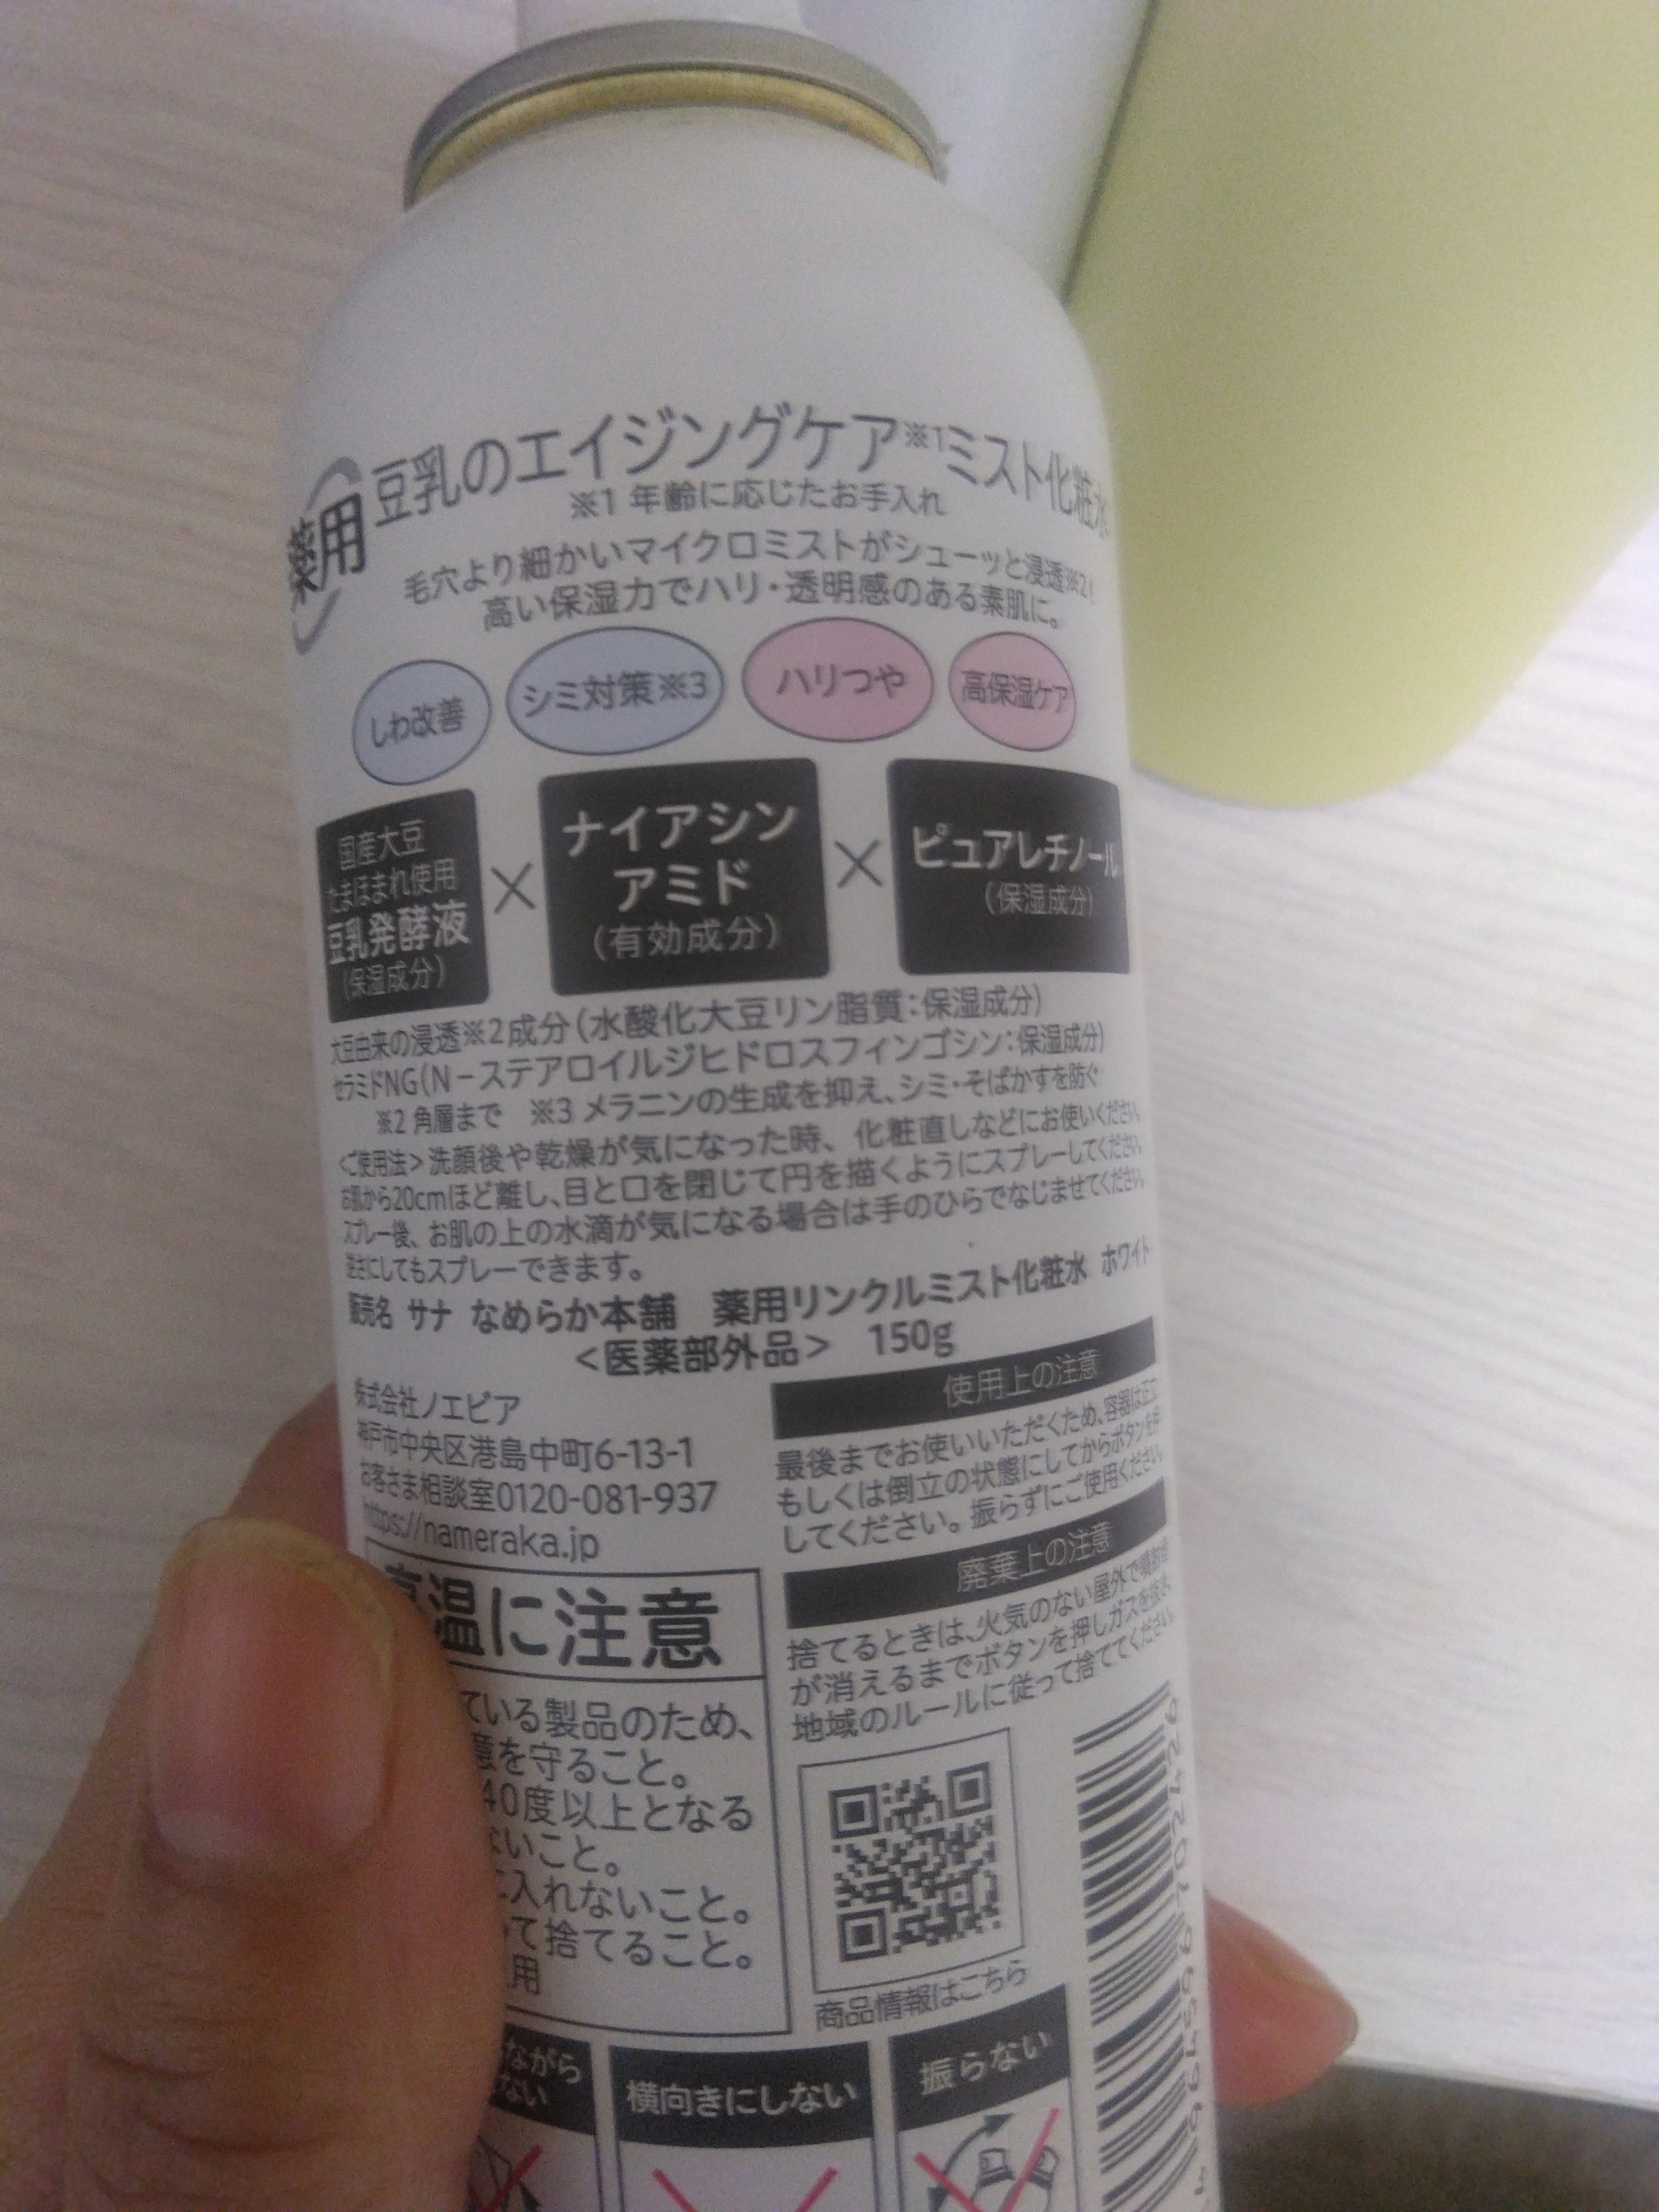 薬用
豆乳のエイジングケア※1ミスト化粧水
※1 年齢に応じたお手入れ
毛穴より細かいマイクロミストがシューッと浸透※2!
高い保湿力でハリ・透明感のある素肌に。
しわ改善
シミ対策※3
ハリつや
高保湿ケア
国産大豆
たまほまれ使用
豆乳発酵液
(保湿成分)
×
ナイアシン
アミド
(有効成分)
×
ピュアレチノール
(保湿成分)
大豆由来の浸透※2成分(水酸化大豆リン脂質:保湿成分)
セラミドNG(N－ステアロイルジヒドロスフィンゴシン:保湿成分)
※2 角層まで ※3 メラニンの生成を抑え、シミ・そばかすを防ぐ
<ご使用法>洗顔後や乾燥が気になった時、化粧直しなどにお使いください。
お肌から20cmほど離し、目と口を閉じて円を描くようにスプレーしてください。
スプレー後、お肌の上の水滴が気になる場合は手のひらでなじませてください。
逆さにしてもスプレーできます。
販売名 サナ なめらか本舗 薬用リンクルミスト化粧水 ホワイト
<医薬部外品> 150g
株式会社ノエビア
神戸市中央区港島中町6-13-1
お客さま相談室0120-081-937
https://nameraka.jp
高温に注意
ている製品のため、
意を守ること。
40度以上となる
ないこと。
に入れないこと。
って捨てること。
用
使用上の注意
最後までお使いいただくため、容器は正立
もしくは倒立の状態にしてからボタンを押
してください。振らずにご使用ください。
廃棄上の注意
捨てるときは、火気のない屋外で噴射音
が消えるまでボタンを押しガスを抜き、
地域のルールに従って捨ててください。
商品情報はこちら
ながら
ない
横向きにしない
振らない